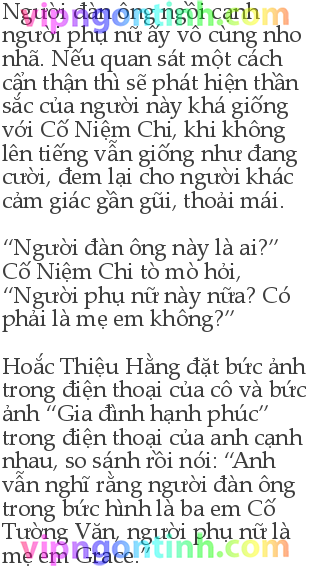 Người đàn ông ngồi cạnh
người phụ nữ ấy vô cùng nho
nhã. Nếu quan sát một cách
cẩn thận thì sẽ phát hiện thần
sắc của người này khá giống
với Cố Niệm Chi, khi không
lên tiếng vẫn giống như đang
cười, đem lại cho người khác
cảm giác gần gũi, thoải mái.
“Người đàn ông này là ai?”
Cố Niệm Chi tò mò hỏi,
“Người phụ nữ này nữa? Có
phải là mẹ em không?”
Hoắc Thiệu Hằng đặt bức ảnh
trong điện thoại của cô và bức
ảnh “Gia đình hạnh phúc”
trong điện thoại của anh cạnh
nhau, so sánh rồi nói: “Anh
vẫn nghĩ rằng người đàn ông
trong bức hình là ba em Cố
Tường Văn, người phụ nữ là
mẹ em Grace.”
vipngontinh.com
vipngontinh.com